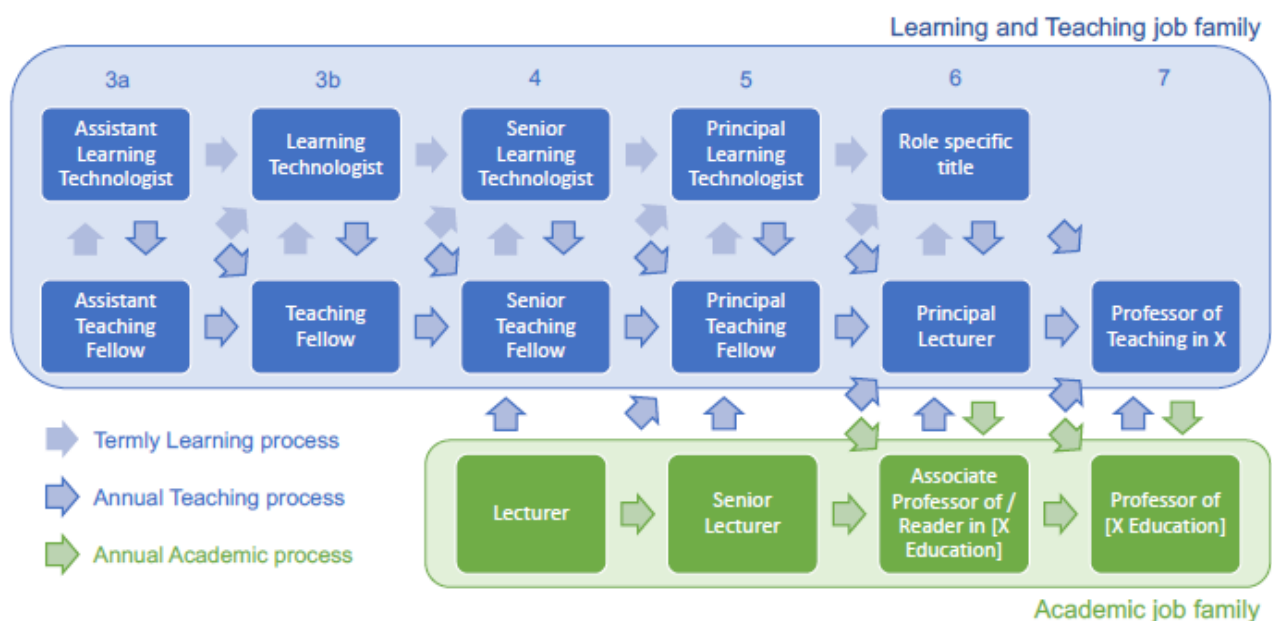 Learning and Teaching job family
3a
3b
4
5
6
7
Assistant
Learning
Technologist
Learning
Technologist
Senior
Learning
Technologist
Principal
Learning
Technologist
Role specific
title
Assistant
Teaching
Fellow
Teaching
Fellow
Senior
Teaching
Fellow
Principal
Teaching
Fellow
Principal
Lecturer
Professor of
Teaching in X
Termly Learning process
Annual Teaching process
Annual Academic process
Lecturer
Senior
Lecturer
Associate
Professor of /
Reader in [X
Education]
Professor of
[X Education]
Academic job family